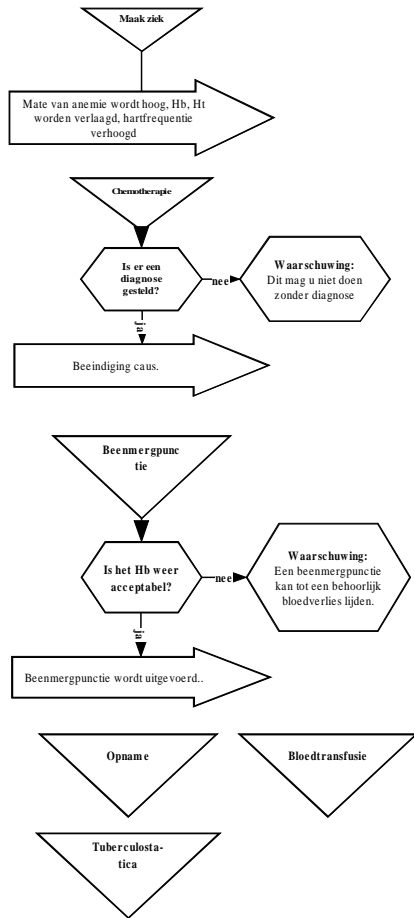 Maak ziek
Mate van anemie wordt hoog, Hb, Ht
worden verlaagd, hartfrequentie
verhoogd
Chemotherapie
Is er een
diagnose
gesteld?
nee
Waarschuwing:
Dit mag u niet doen
zonder diagnose
ja
Beeindiging caus.
Beenmergpunc
tie
Is het Hb weer
acceptabel?
nee
Waarschuwing:
Een beenmergpunctie
kan tot een behoorlijk
bloedverlies lijden.
ja
Beenmergpunctie wordt uitgevoerd..
Opname
Bloedtransfusie
Tuberculosta-
tica